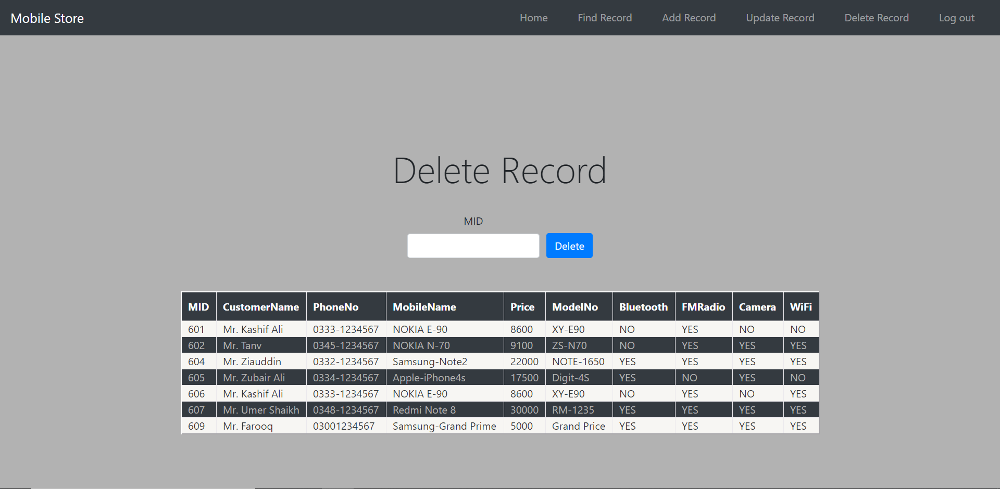 Mobile Store Home Find Record Add Record Update Record Delete Record Log out
Delete Record
MID
Delete
MID CustomerName PhoneNo MobileName Price ModelNo Bluetooth FMRadio Camera WiFi
601 Mr. Kashif Ali 0333-1234567 NOKIA E-90 8600 XY-E90 NO YES NO NO
602 Mr. Tanv 0345-1234567 NOKIA N-70 9100 ZS-N70 NO YES YES YES
604 Mr. Ziauddin 0332-1234567 Samsung-Note2 22000 NOTE-1650 YES YES YES YES
605 Mr. Zubair Ali 0334-1234567 Apple-iPhone4s 17500 Digit-4S YES NO YES NO
606 Mr. Kashif Ali 0333-1234567 NOKIA E-90 8600 XY-E90 NO YES NO YES
607 Mr. Umer Shaikh 0348-1234567 Redmi Note 8 30000 RM-1235 YES YES YES YES
609 Mr. Farooq 03001234567 Samsung-Grand Prime 5000 Grand Price YES YES YES YES